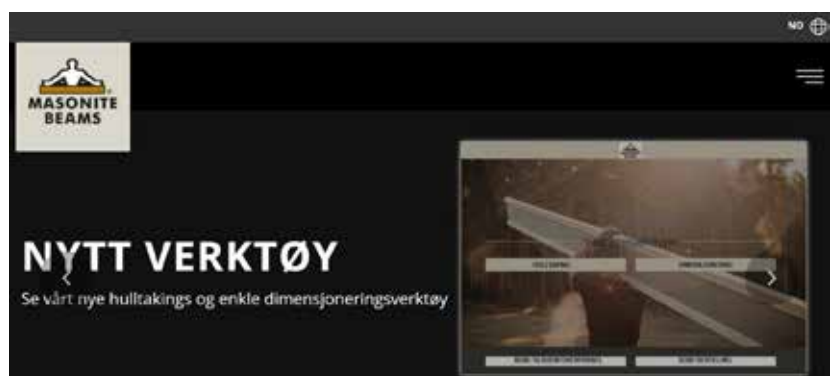 NO
MASONITE
BEAMS
NYTT VERKTØY
Se vårt nye hulltakings og enkle dimensjoneringsverktøy